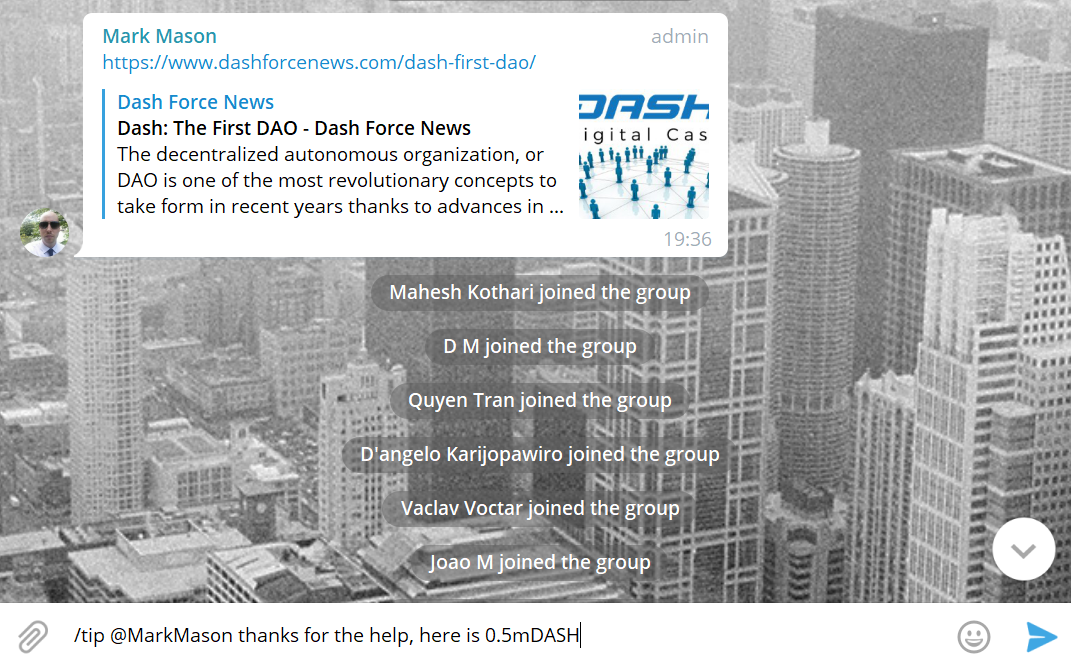 Mark Mason admin
https://www.dashforcenews.com/dash-first-dao/
Dash Force News
Dash: The First DAO - Dash Force News
The decentralized autonomous organization, or
DAO is one of the most revolutionary concepts to
take form in recent years thanks to advances in ...
DASH
igital Cas
19:36
Mahesh Kothari joined the group
D M joined the group
Quyen Tran joined the group
D'angelo Karijopawiro joined the group
Vaclav Voctar joined the group
Joao M joined the group
/tip @MarkMason thanks for the help, here is 0.5mDASH